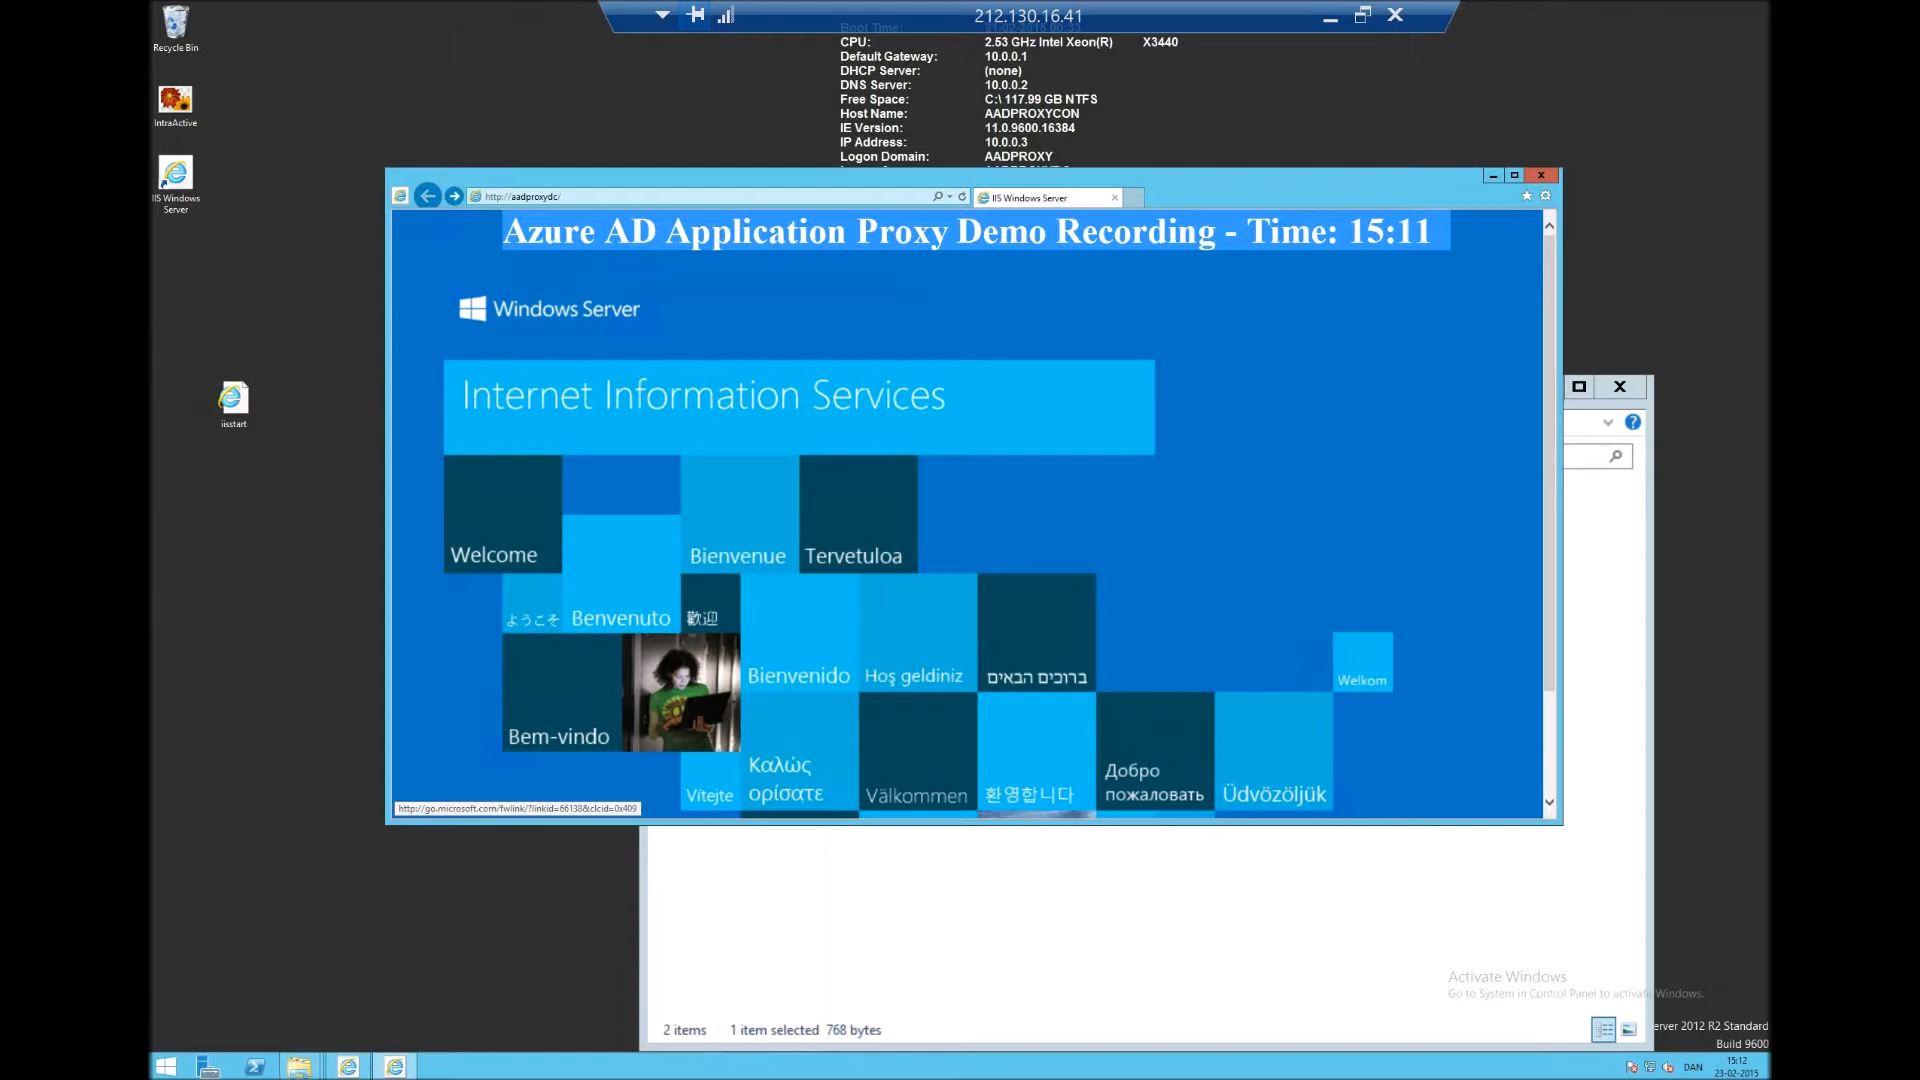 212.130.16.41
Recycle Bin
CPU: 2.53 GHz Intel Xeon(R) X3440
Default Gateway: 10.0.0.1
DHCP Server: (none)
DNS Server: 10.0.0.2
Free Space: C:\ 117.99 GB NTFS
Host Name: AADPROXYCON
IE Version: 11.0.9600.16384
IP Address: 10.0.0.3
Logon Domain: AADPROXY
IntraActive
IIS Windows
Server
http://aadproxydc/
IIS Windows Server
Azure AD Application Proxy Demo Recording - Time: 15:11
Windows Server
Internet Information Services
iisstart
Welcome
Bienvenue
Tervetuloa
ようこそ
Benvenuto
歡迎
Bienvenido
Hoş geldiniz
ברוכים הבאים
Welkom
Bem-vindo
Καλώς
ορίσατε
Vítejte
Välkommen
환영합니다
Добро
пожаловать
Üdvözöljük
http://go.microsoft.com/fwlink/?linkid=66138&clcid=0x409
Activate Windows
Go to System in Control Panel to activate Windows.
2 items 1 item selected 768 bytes
erver 2012 R2 Standard
Build 9600
DAN
15:12
23-02-2015